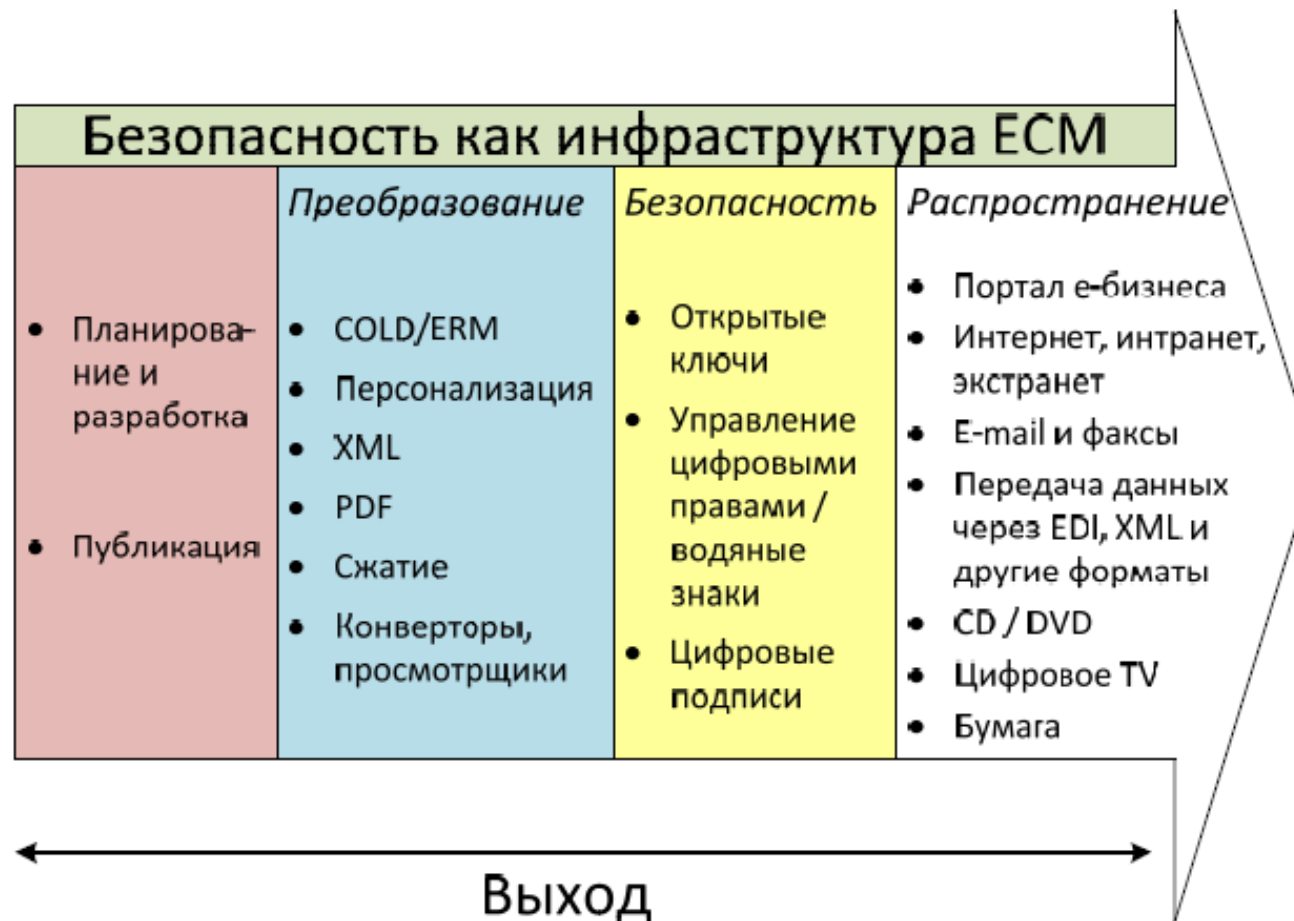 Безопасность как инфраструктура ECM
• Планирова-
ние и
разработка
• Публикация
Преобразование
• COLD/ERM
• Персонализация
• XML
• PDF
• Сжатие
• Конверторы,
просмотрщики
Безопасность
• Открытые
ключи
• Управление
цифровыми
правами /
водяные
знаки
• Цифровые
подписи
Распространение
• Портал е-бизнеса
• Интернет, интранет,
экстранет
• E-mail и факсы
• Передача данных
через EDI, XML и
другие форматы
• CD / DVD
• Цифровое TV
• Бумага
Выход